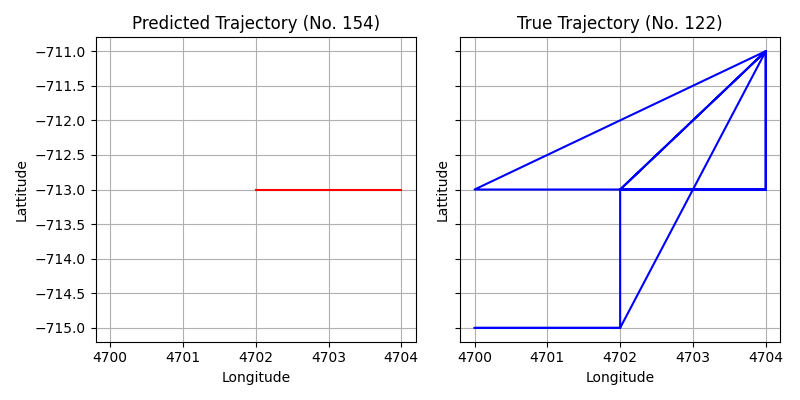 Predicted Trajectory (No. 154)
True Trajectory (No. 122)
−711.0
−711.5
−712.0
−712.5
−713.0
−713.5
−714.0
−714.5
−715.0
Lattitude
4700 4701 4702 4703 4704
Longitude
Lattitude
4700 4701 4702 4703 4704
Longitude